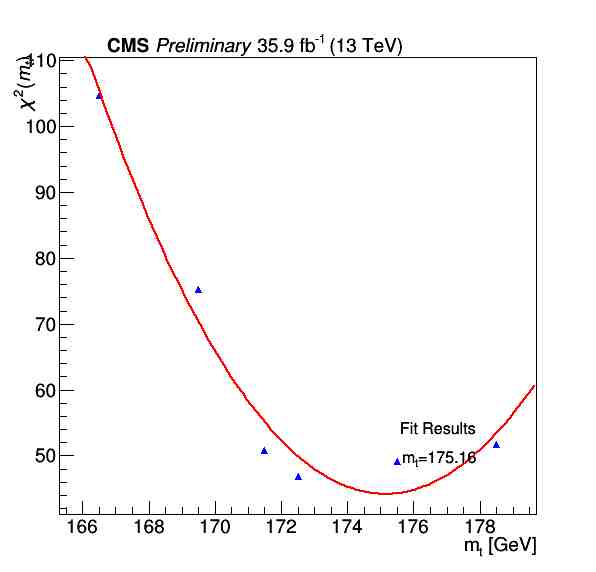 CMS Preliminary 35.9 fb⁻¹ (13 TeV)
χ²(mₜ)
110
100
90
80
70
60
50
Fit Results
mₜ=175.16
166 168 170 172 174 176 178
mₜ [GeV]